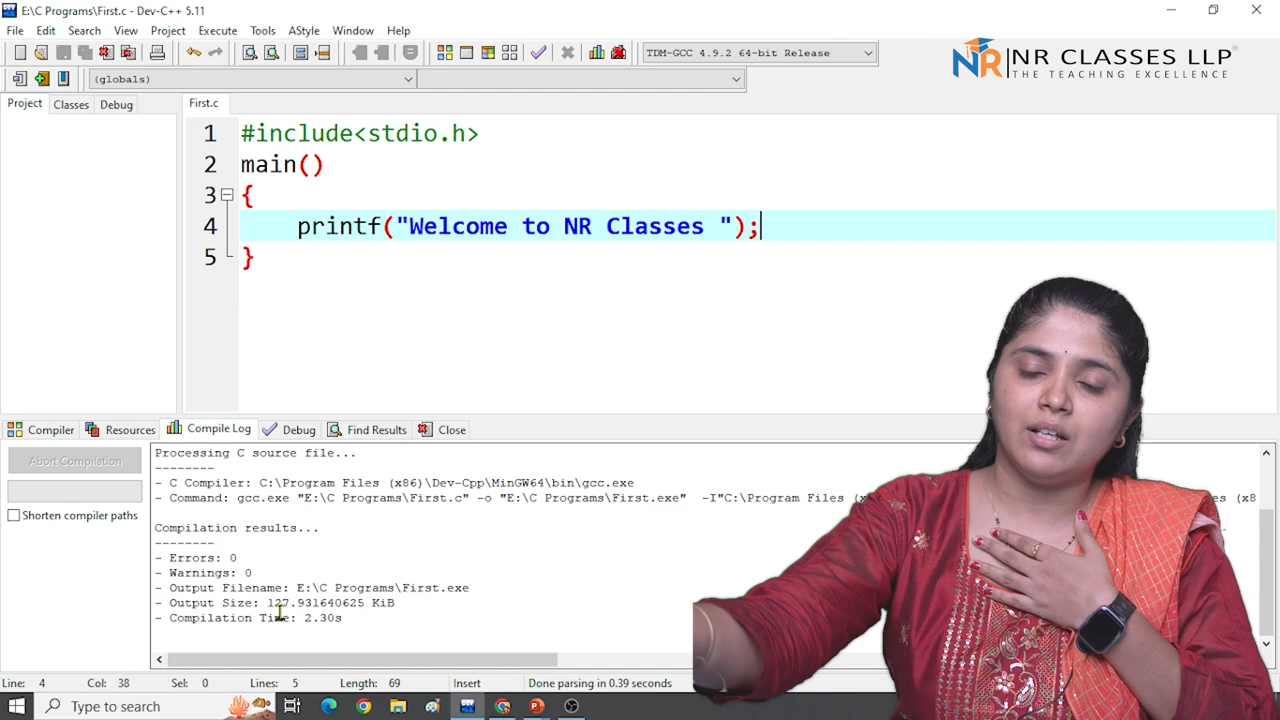 E:\C Programs\First.c - Dev-C++ 5.11
File Edit Search View Project Execute Tools AStyle Window Help
TDM-GCC 4.9.2 64-bit Release
NR NR CLASSES LLP
THE TEACHING EXCELLENCE
(globals)
Project Classes Debug First.c
1 #include<stdio.h>
2 main()
3 {
4 printf("Welcome to NR Classes ");
5 }
Compiler Resources Compile Log Debug Find Results Close
Abort Compilation
Shorten compiler paths
Processing C source file...
--------
- C Compiler: C:\Program Files (x86)\Dev-Cpp\MinGW64\bin\gcc.exe
- Command: gcc.exe "E:\C Programs\First.c" -o "E:\C Programs\First.exe" -I"C:\Program Files (x (x8
Compilation results...
--------
- Errors: 0
- Warnings: 0
- Output Filename: E:\C Programs\First.exe
- Output Size: 127.931640625 KiB
- Compilation Time: 2.30s
Line: 4 Col: 38 Sel: 0 Lines: 5 Length: 69 Insert Done parsing in 0.39 seconds
Type to search